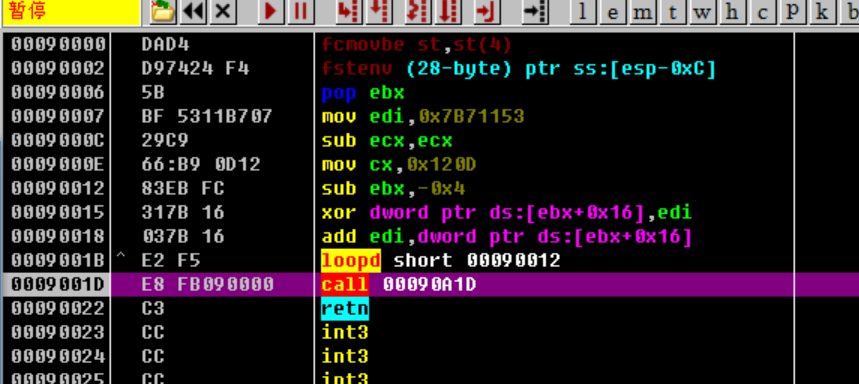 暂停 l e m t w h c P k b
00090000 DAD4 fcmovbe st,st(4)
00090002 D97424 F4 fstenv (28-byte) ptr ss:[esp-0xC]
00090006 5B pop ebx
00090007 BF 5311B707 mov edi,0x7B71153
0009000C 29C9 sub ecx,ecx
0009000E 66:B9 0D12 mov cx,0x120D
00090012 83EB FC sub ebx,-0x4
00090015 317B 16 xor dword ptr ds:[ebx+0x16],edi
00090018 037B 16 add edi,dword ptr ds:[ebx+0x16]
0009001B ^ E2 F5 loopd short 00090012
0009001D E8 FB090000 call 00090A1D
00090022 C3 retn
00090023 CC int3
00090024 CC int3
00090025 CC int3